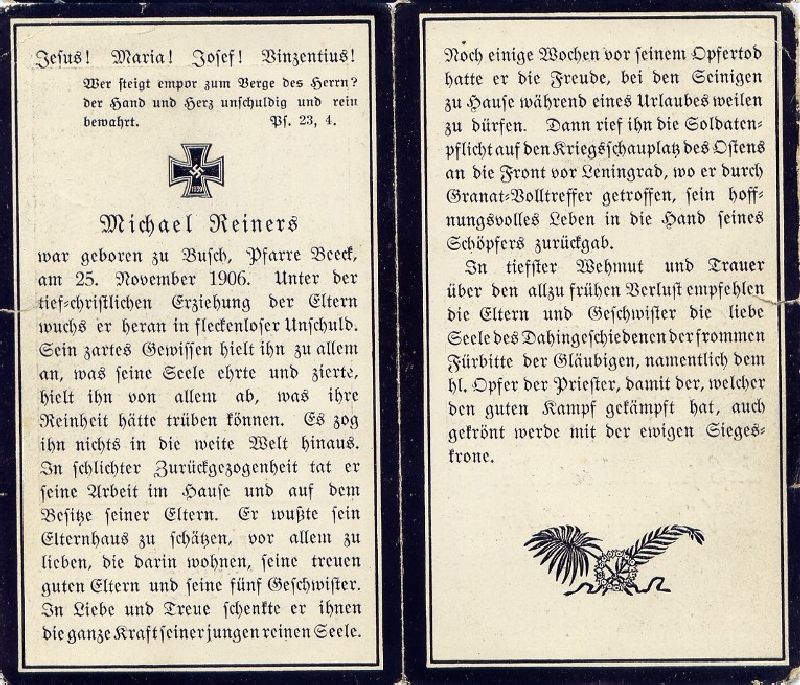 Jesus! Maria! Josef! Vinzentius!
Wer steigt empor zum Berge des Herrn?
der Hand und Herz unschuldig und rein
bewahrt. Ps. 23, 4.
1939
Michael Reiners
war geboren zu Busch, Pfarre Beeck,
am 25. November 1906. Unter der
tief-christlichen Erziehung der Eltern
wuchs er heran in fleckenloser Unschuld.
Sein zartes Gewissen hielt ihn zu allem
an, was seine Seele ehrte und zierte,
hielt ihn von allem ab, was ihre
Reinheit hätte trüben können. Es zog
ihn nichts in die weite Welt hinaus.
In schlichter Zurückgezogenheit tat er
seine Arbeit im Hause und auf dem
Besitze seiner Eltern. Er wußte sein
Elternhaus zu schätzen, vor allem zu
lieben, die darin wohnen, seine treuen
guten Eltern und seine fünf Geschwister.
In Liebe und Treue schenkte er ihnen
die ganze Kraft seiner jungen reinen Seele.
Noch einige Wochen vor seinem Opfertod
hatte er die Freude, bei den Seinigen
zu Hause während eines Urlaubes weilen
zu dürfen. Dann rief ihn die Soldaten-
pflicht auf den Kriegsschauplatz des Ostens
an die Front vor Leningrad, wo er durch
Granat-Volltreffer getroffen, sein hoff-
nungsvolles Leben in die Hand seines
Schöpfers zurückgab.
In tiefster Wehmut und Trauer
über den allzu frühen Verlust empfehlen
die Eltern und Geschwister die liebe
Seele des Dahingeschiedenen der frommen
Fürbitte der Gläubigen, namentlich dem
hl. Opfer der Priester, damit der, welcher
den guten Kampf gekämpft hat, auch
gekrönt werde mit der ewigen Sieges-
krone.